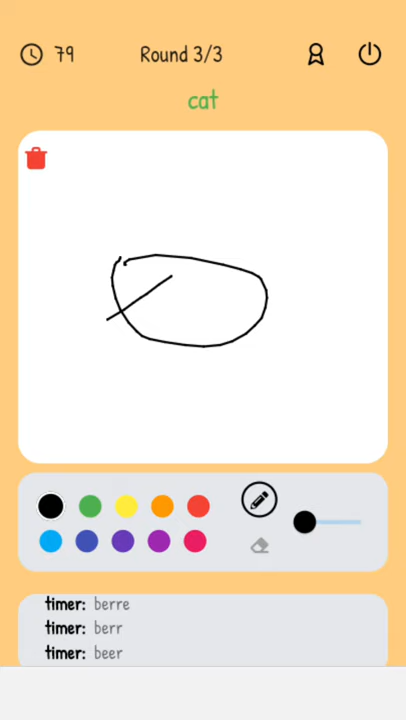 79 Round 3/3
cat
timer: berre
timer: berr
timer: beer